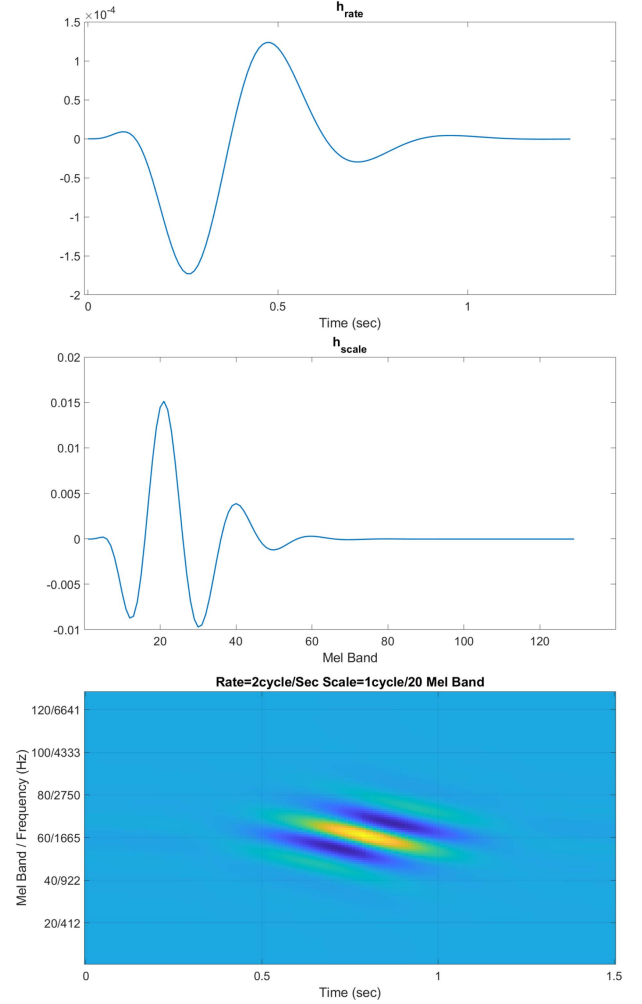 h_rate
×10^-4
1.5
1
0.5
0
-0.5
-1
-1.5
-2
0 0.5 1
Time (sec)
h_scale
0.02
0.015
0.01
0.005
0
-0.005
-0.01
20 40 60 80 100 120
Mel Band
Rate=2cycle/Sec Scale=1cycle/20 Mel Band
Mel Band / Frequency (Hz)
120/6641
100/4333
80/2750
60/1665
40/922
20/412
0 0.5 1 1.5
Time (sec)